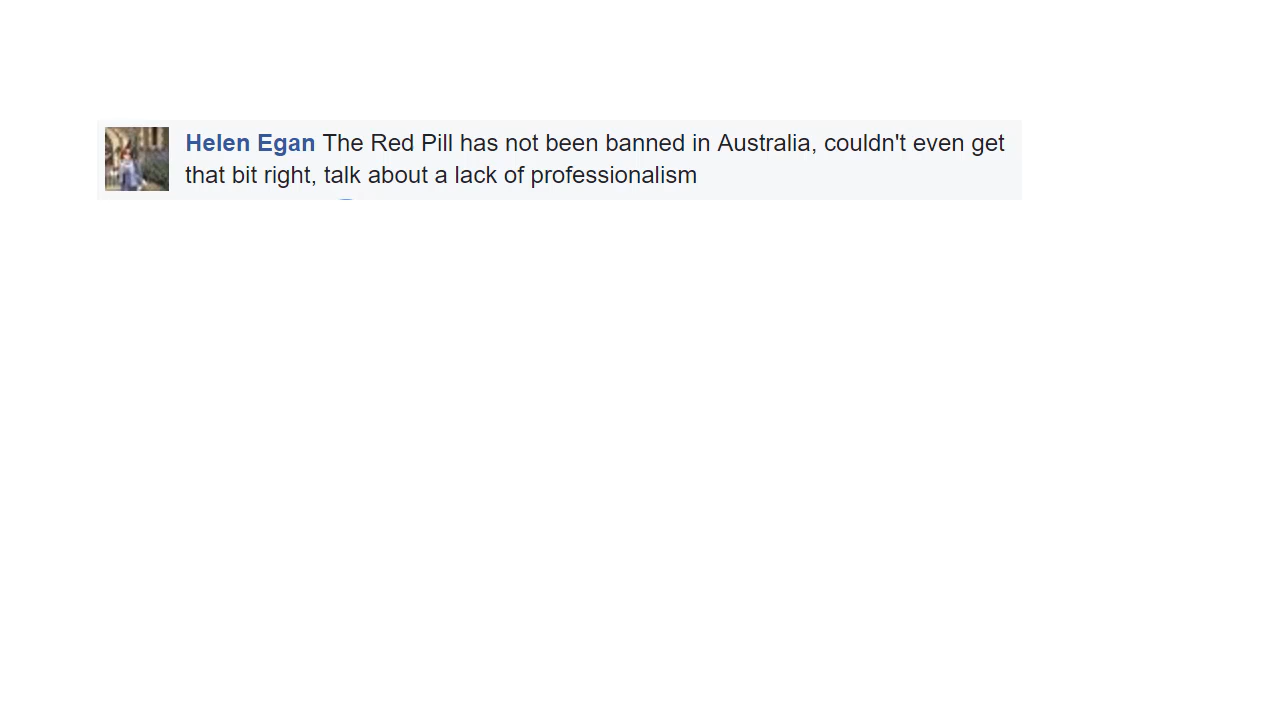 Helen Egan The Red Pill has not been banned in Australia, couldn't even get
that bit right, talk about a lack of professionalism